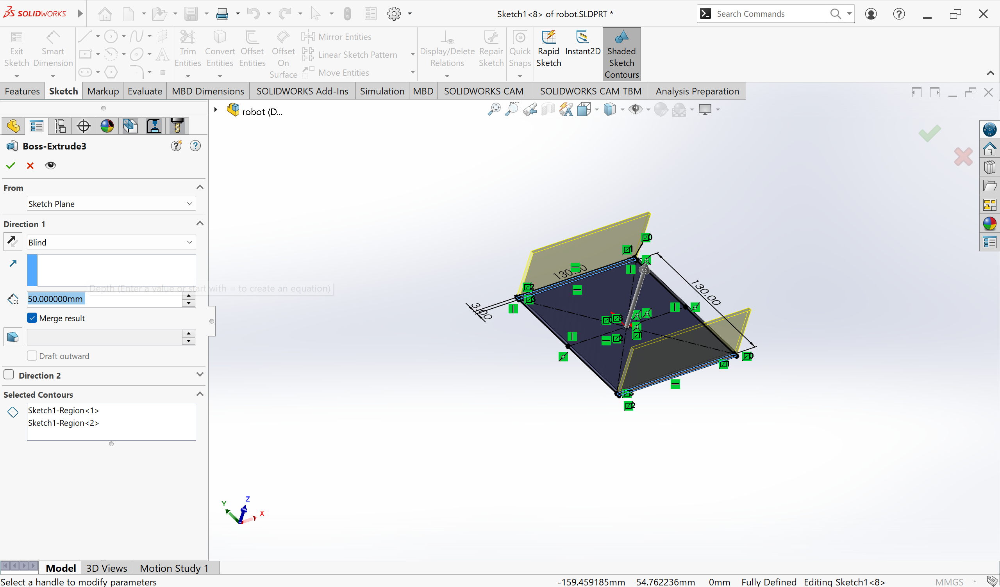 SOLIDWORKS
Sketch1<8> of robot.SLDPRT *
Search Commands
Exit Sketch
Smart Dimension
Trim Entities
Convert Entities
Offset Entities
Offset On Surface
Mirror Entities
Linear Sketch Pattern
Move Entities
Display/Delete Relations
Repair Sketch
Quick Snaps
Rapid Sketch
Instant2D
Shaded Sketch Contours
Features
Sketch
Markup
Evaluate
MBD Dimensions
SOLIDWORKS Add-Ins
Simulation
MBD
SOLIDWORKS CAM
SOLIDWORKS CAM TBM
Analysis Preparation
robot (D...
Boss-Extrude3
From
Sketch Plane
Direction 1
Blind
Depth (Enter a value or start with = to create an equation)
D1
50.000000mm
Merge result
Draft outward
Direction 2
Selected Contours
Sketch1-Region<1>
Sketch1-Region<2>
130.00
130.00
3.00
Y
Z
X
Model
3D Views
Motion Study 1
Select a handle to modify parameters
-159.459185mm
54.762236mm
0mm
Fully Defined
Editing Sketch1<8>
MMGS